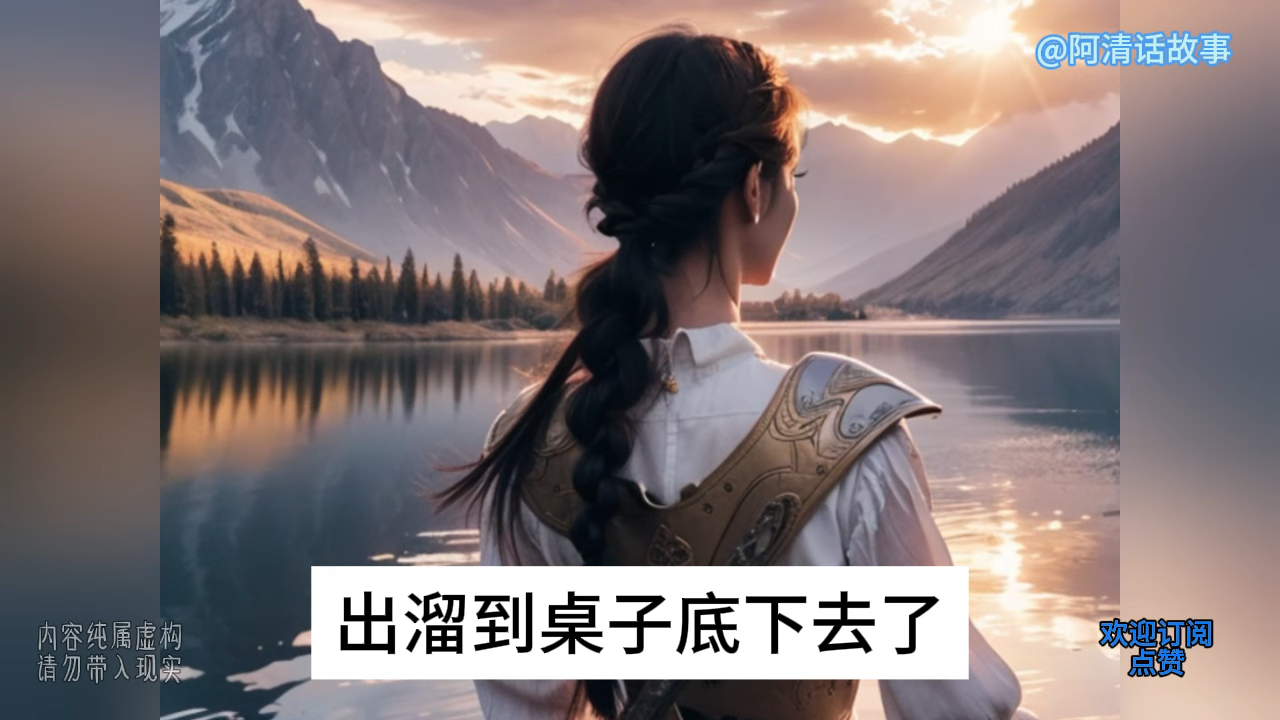 @阿清话故事
出溜到桌子底下去了
内容纯属虚构
请勿带入现实
欢迎订阅
点赞